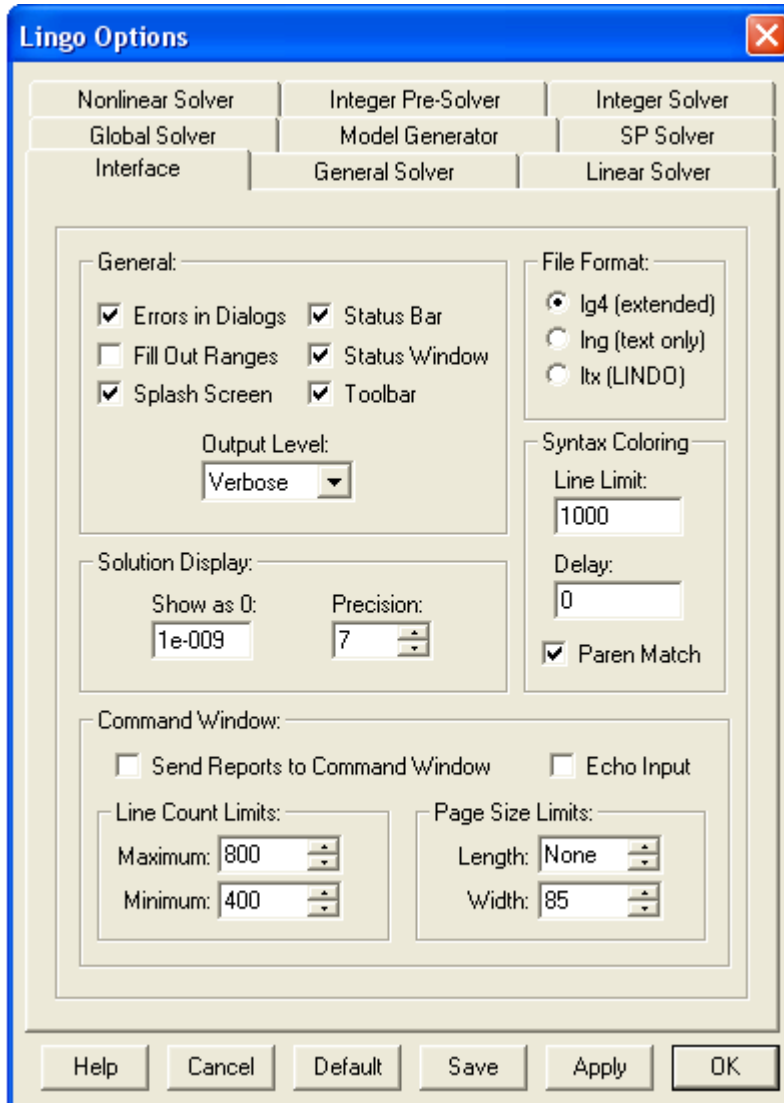 Lingo Options
Nonlinear Solver Integer Pre-Solver Integer Solver
Global Solver Model Generator SP Solver
Interface General Solver Linear Solver
General:
Errors in Dialogs Status Bar
Fill Out Ranges Status Window
Splash Screen Toolbar
Output Level:
Verbose
File Format:
lg4 (extended)
lng (text only)
ltx (LINDO)
Syntax Coloring
Line Limit:
1000
Delay:
0
Paren Match
Solution Display:
Show as 0: Precision:
1e-009 7
Command Window:
Send Reports to Command Window Echo Input
Line Count Limits:
Maximum: 800
Minimum: 400
Page Size Limits:
Length: None
Width: 85
Help Cancel Default Save Apply OK